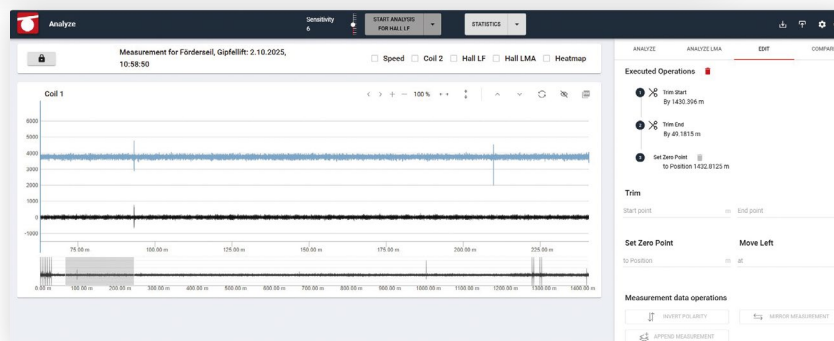 Analyze
Sensitivity
6
START ANALYSIS
FOR HALL LF
STATISTICS
Measurement for Förderseil, Gipfellift: 2.10.2025,
10:58:50
Speed Coil 2 Hall LF Hall LMA Heatmap
Coil 1
100 %
6000
5000
4000
3000
2000
1000
0
-1000
75.00 m 100.00 m 125.00 m 150.00 m 175.00 m 200.00 m 225.00 m
0.00 m 100.00 m 200.00 m 300.00 m 400.00 m 500.00 m 600.00 m 700.00 m 800.00 m 900.00 m 1000.00 m 1100.00 m 1200.00 m 1300.00 m 1400.00 m
ANALYZE ANALYZE LMA EDIT COMPAR
Executed Operations
1 Trim Start
By 1430.396 m
2 Trim End
By 49.1815 m
3 Set Zero Point
to Position 1432.8125 m
Trim
Start point m End point
Set Zero Point Move Left
to Position m at
Measurement data operations
INVERT POLARITY MIRROR MEASUREMENT
APPEND MEASUREMENT